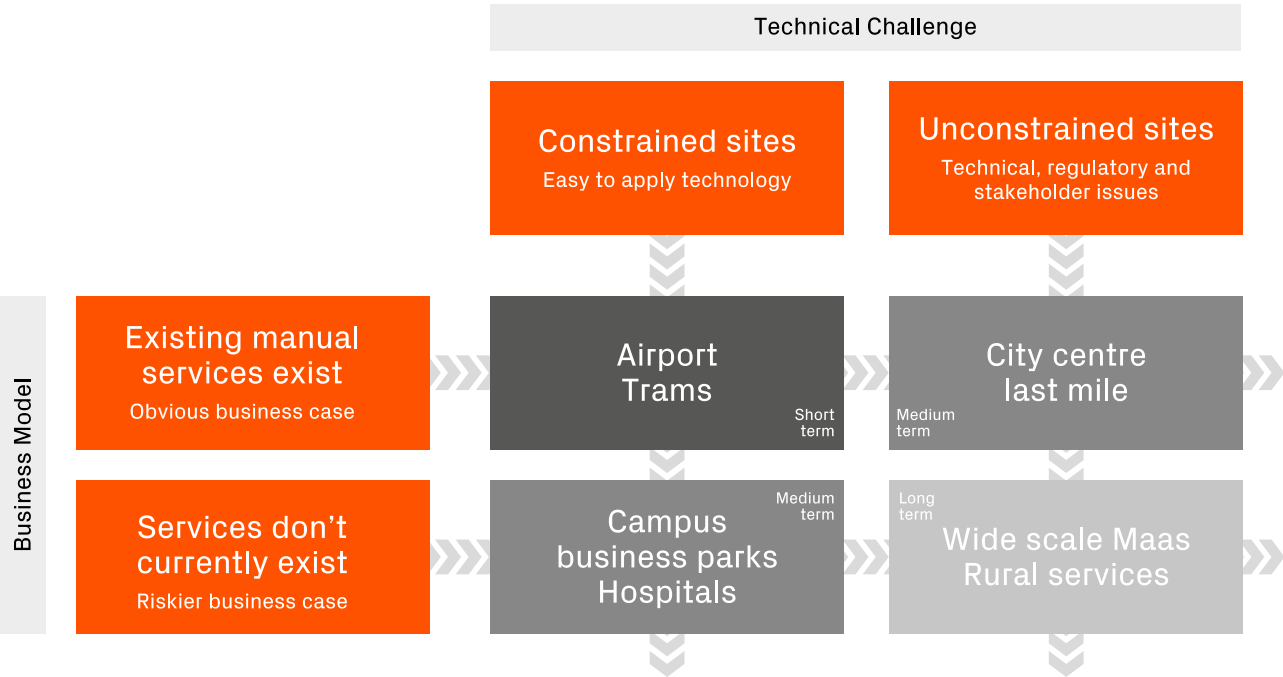 Technical Challenge
Constrained sites
Easy to apply technology
Unconstrained sites
Technical, regulatory and
stakeholder issues
Business Model
Existing manual
services exist
Obvious business case
Airport
Trams
Short
term
City centre
last mile
Medium
term
Services don’t
currently exist
Riskier business case
Medium
term
Campus
business parks
Hospitals
Long
term
Wide scale Maas
Rural services